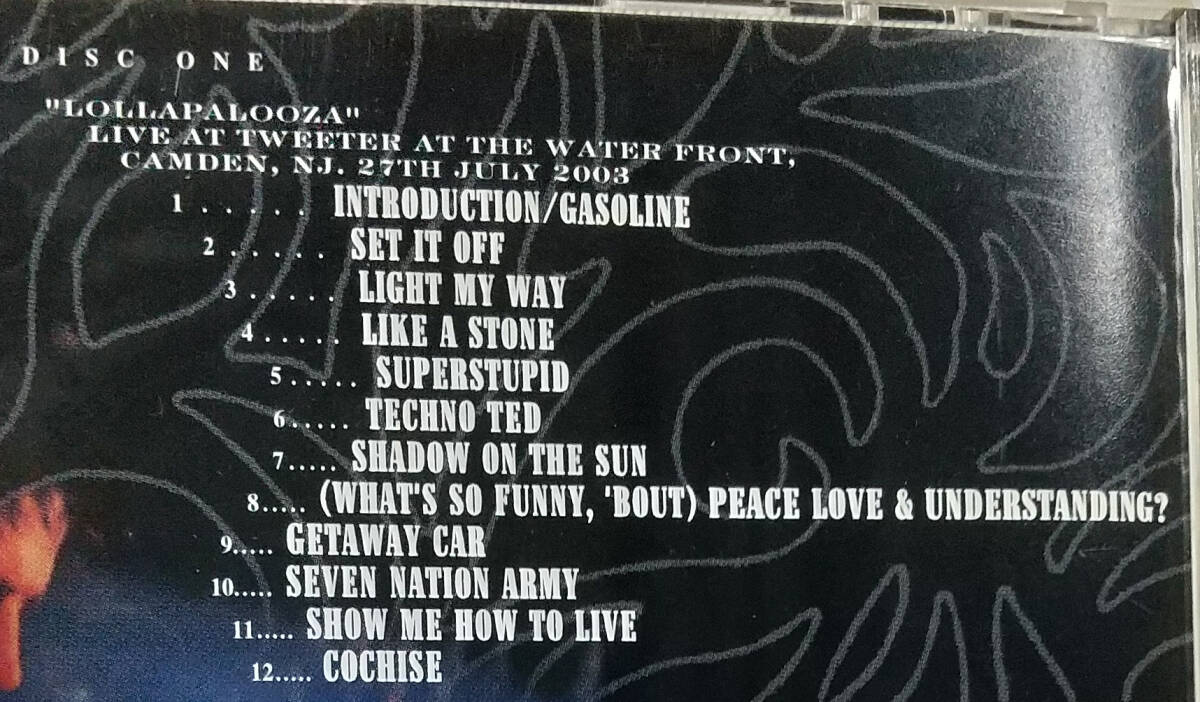 DISC ONE
"LOLLAPALOOZA"
LIVE AT TWEETER AT THE WATER FRONT,
CAMDEN, NJ. 27TH JULY 2003
1 . . . . . INTRODUCTION/GASOLINE
2 . . . . . SET IT OFF
3 . . . . . LIGHT MY WAY
4 . . . . . LIKE A STONE
5 . . . . . SUPERSTUPID
6 . . . . . TECHNO TED
7..... SHADOW ON THE SUN
8..... (WHAT'S SO FUNNY, 'BOUT) PEACE LOVE & UNDERSTANDING?
9..... GETAWAY CAR
10..... SEVEN NATION ARMY
11..... SHOW ME HOW TO LIVE
12..... COCHISE